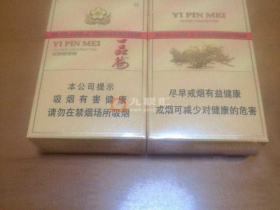 YI PIN MEI
一品梅
本公司提示
吸烟有害健康
请勿在禁烟场所吸烟
YI PIN MEI
尽早戒烟有益健康
戒烟可减少对健康的危害